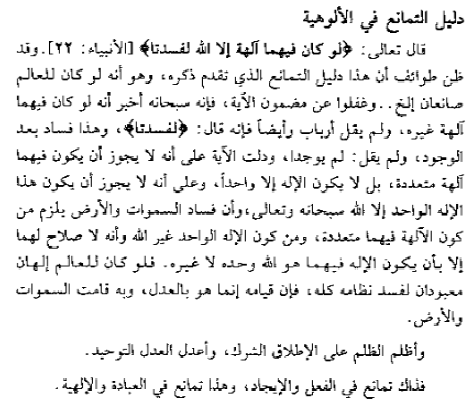 دليل التمانع في الألوهية
قال تعالى: ﴿لو كان فيهما آلهة إلا الله لفسدتا﴾ [الأنبياء: ٢٢]. وقد
ظن طوائف أن هذا دليل التمانع الذي تقدم ذكره، وهو أنه لو كان للعالم
صانعان إلخ.. وغفلوا عن مضمون الآية، فإنه سبحانه أخبر أنه لو كان فيهما
آلهة غيره، ولم يقل أرباب وأيضاً فإنه قال: ﴿لفسدتا﴾، وهذا فساد بعد
الوجود، ولم يقل: لم يوجدا، ودلت الآية على أنه لا يجوز أن يكون فيهما
آلهة متعددة، بل لا يكون الإله إلا واحداً، وعلى أنه لا يجوز أن يكون هذا
الإله الواحد إلا الله سبحانه وتعالى، وأن فساد السموات والأرض يلزم من
كون الآلهة فيهما متعددة، ومن كون الإله الواحد غير الله وأنه لا صلاح لهما
إلا بأن يكون الإله فيهما هو الله وحده لا غيره. فلو كان للعالم إلهان
معبودان لفسد نظامه كله، فإن قيامه إنما هو بالعدل، وبه قامت السموات
والأرض.
وأظلم الظلم على الإطلاق الشرك، وأعدل العدل التوحيد.
فذاك تمانع في الفعل والإيجاد، وهذا تمانع في العبادة والإلهية.